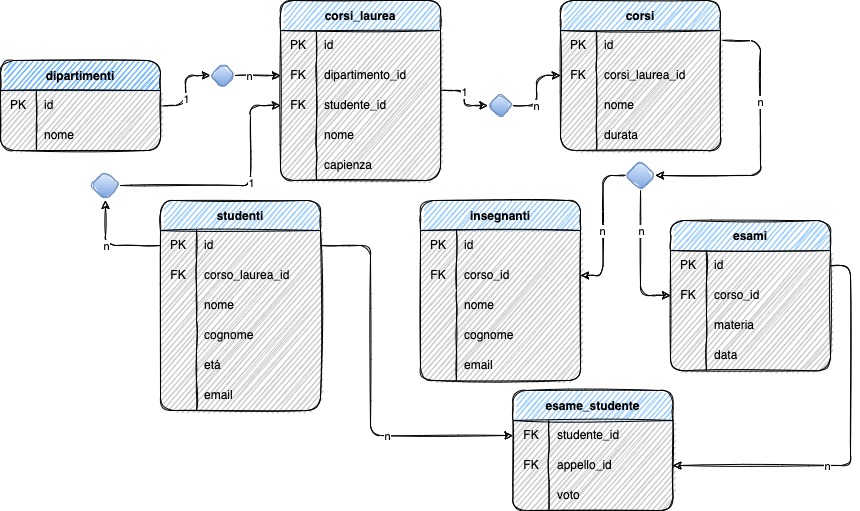 corsi_laurea
PK id
FK dipartimento_id
FK studente_id
nome
capienza
corsi
PK id
FK corsi_laurea_id
nome
durata
dipartimenti
PK id
nome
1
n
1
n
n
1
n
studenti
PK id
FK corso_laurea_id
nome
cognome
etá
email
insegnanti
PK id
FK corso_id
nome
cognome
email
n
n
esami
PK id
FK corso_id
materia
data
esame_studente
FK studente_id
FK appello_id
voto
n
n